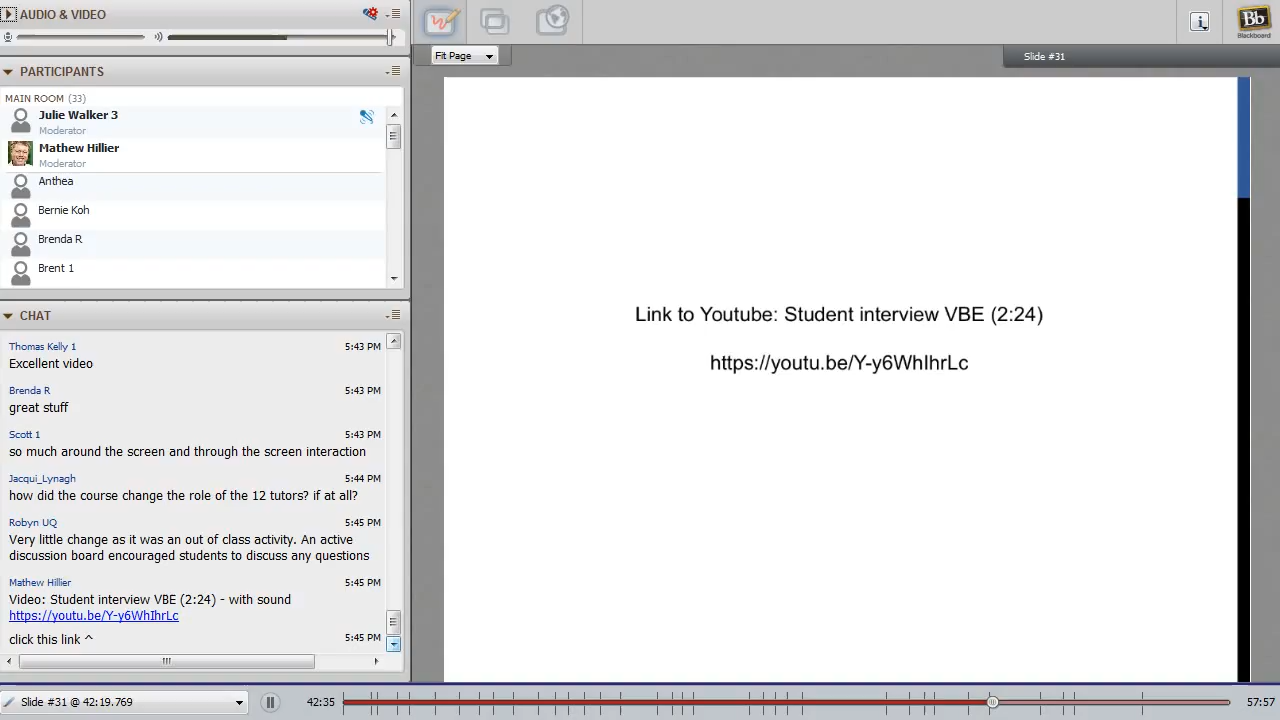 AUDIO & VIDEO
PARTICIPANTS
MAIN ROOM (33)
Julie Walker 3
Moderator
Mathew Hillier
Moderator
Anthea
Bernie Koh
Brenda R
Brent 1
CHAT
Thomas Kelly 1 5:43 PM
Excellent video
Brenda R 5:43 PM
great stuff
Scott 1 5:43 PM
so much around the screen and through the screen interaction
Jacqui_Lynagh 5:44 PM
how did the course change the role of the 12 tutors? if at all?
Robyn UQ 5:45 PM
Very little change as it was an out of class activity. An active
discussion board encouraged students to discuss any questions
Mathew Hillier 5:45 PM
Video: Student interview VBE (2:24) - with sound
https://youtu.be/Y-y6WhIhrLc
click this link ^ 5:45 PM
Fit Page
Slide #31
Bb
Blackboard
Link to Youtube: Student interview VBE (2:24)
https://youtu.be/Y-y6WhIhrLc
Slide #31 @ 42:19.769
42:35
57:57